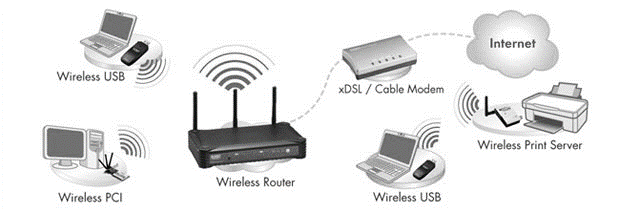 Wireless USB
Internet
xDSL / Cable Modem
Wireless Print Server
Wireless PCI
Wireless Router
Wireless USB